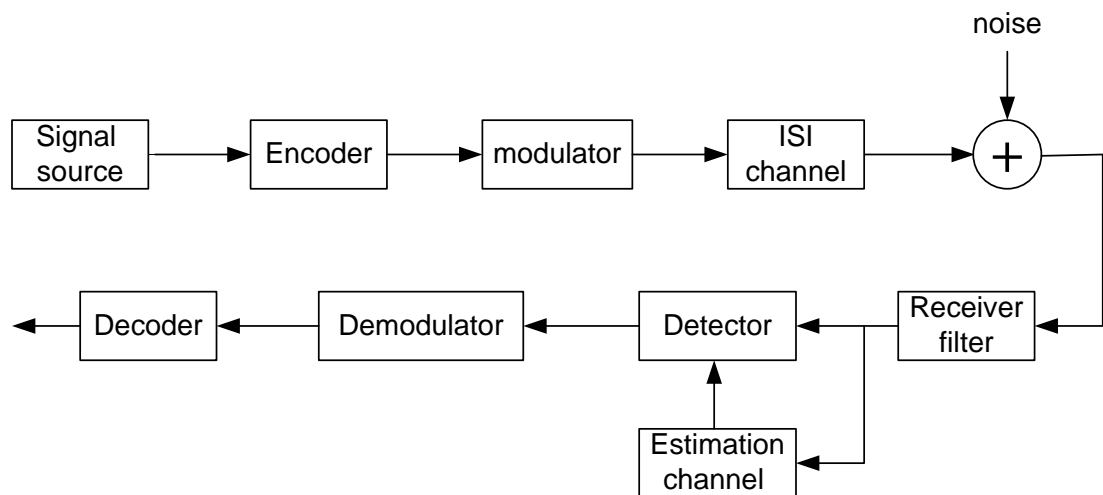 noise
Signal
source
Encoder
modulator
ISI
channel
+
Decoder
Demodulator
Detector
Receiver
filter
Estimation
channel